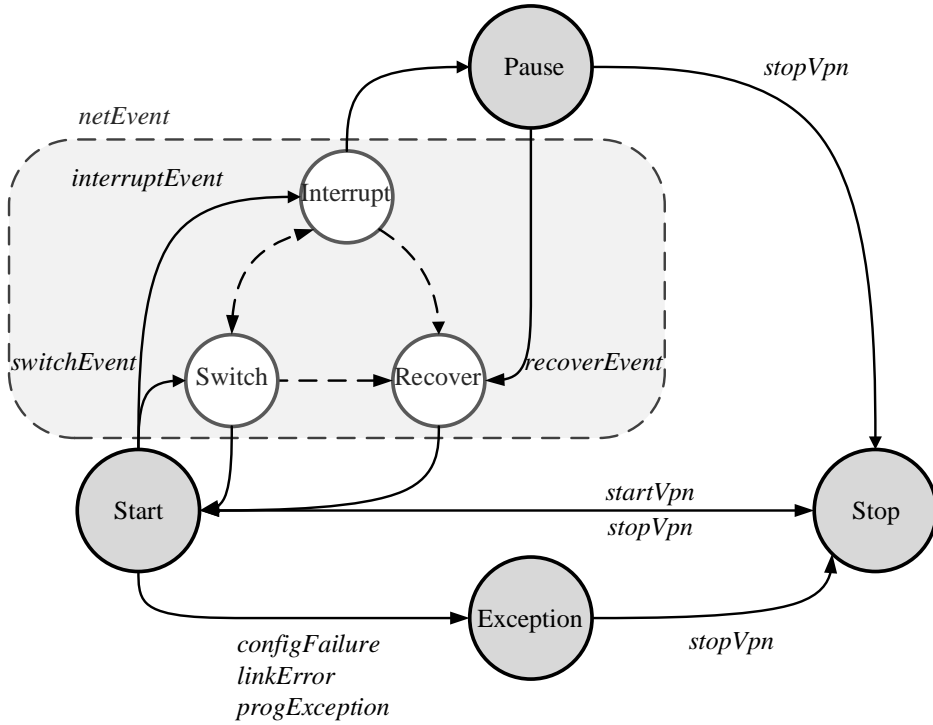 Pause
stopVpn
netEvent
interruptEvent
Interrupt
switchEvent
Switch
Recover
recoverEvent
Start
startVpn
stopVpn
Stop
Exception
stopVpn
configFailure
linkError
progException